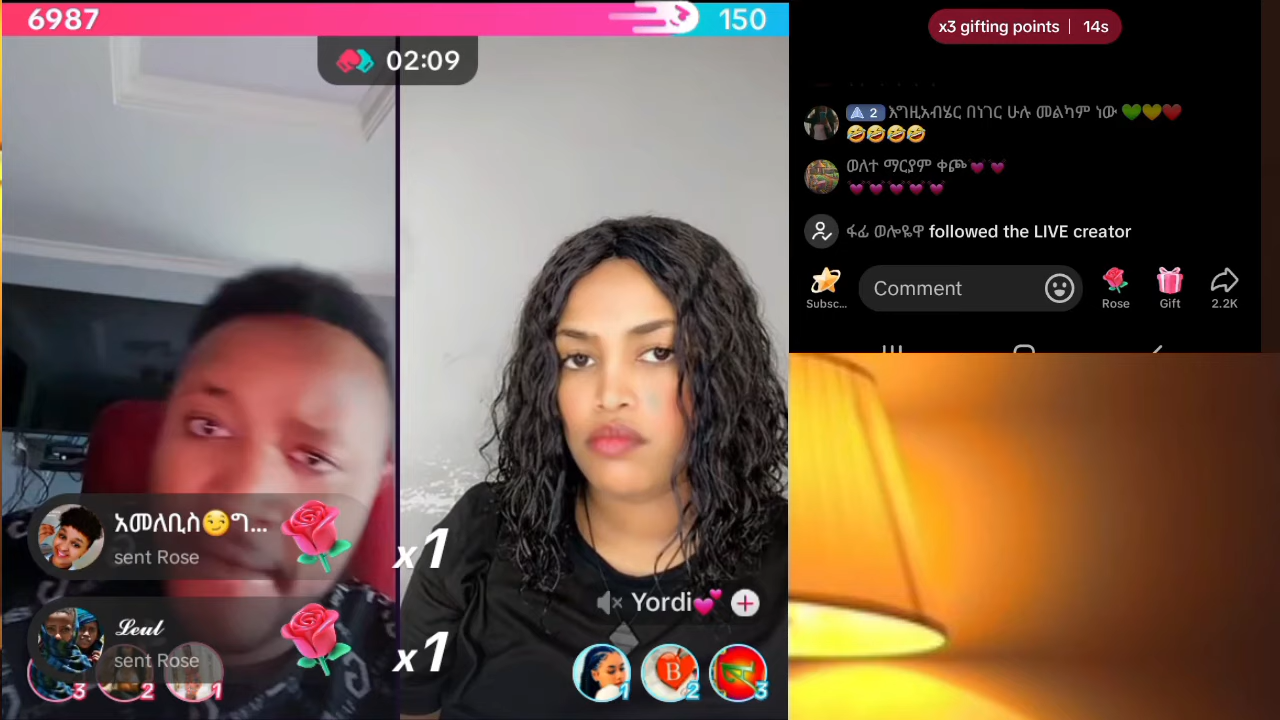 6987
150
02:09
x3 gifting points | 14s
2 እግዚአብሄር በነገር ሁሉ መልካም ነው 💚💛❤️
🤣🤣🤣🤣
ወለተ ማርያም ቀጮ💓💓
💓💓💓💓💓
ፋፊ ወሎዬዋ followed the LIVE creator
Subsc...
Comment
Rose
Gift
2.2K
አመለቢስ😏ግ...
sent Rose
x1
Yordi💕
𝓛𝓮𝓾𝓵
sent Rose
x1
3
2
1
1
B
2
3